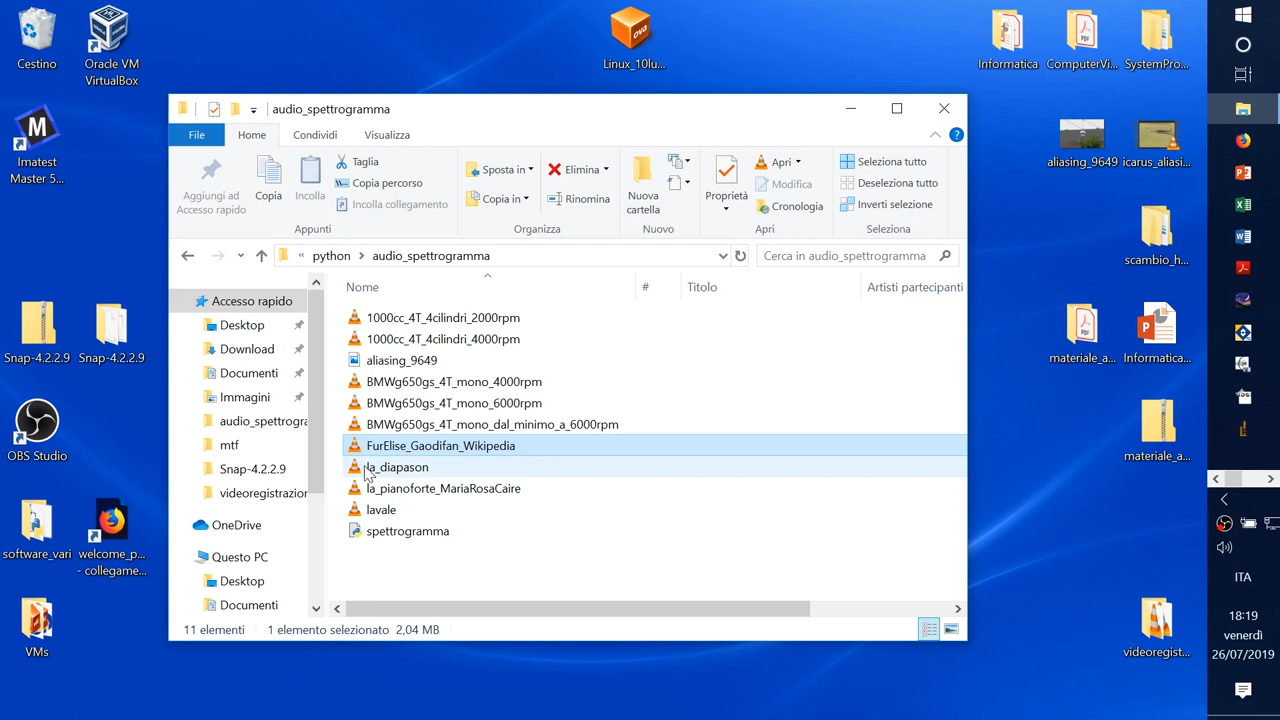 Cestino
Oracle VM
VirtualBox
Linux_10lu...
Informatica
ComputerVi...
SystemPro...
Imatest
Master 5...
aliasing_9649
icarus_aliasi...
scambio_h...
Snap-4.2.2.9
Snap-4.2.2.9
materiale_a...
Informatica...
OBS Studio
materiale_a...
software_vari
welcome_p...
- collegame...
VMs
videoregist...
audio_spettrogramma
File
Home
Condividi
Visualizza
Aggiungi ad
Accesso rapido
Copia
Incolla
Taglia
Copia percorso
Incolla collegamento
Appunti
Sposta in
Copia in
Elimina
Rinomina
Organizza
Nuova
cartella
Nuovo
Proprietà
Apri
Modifica
Cronologia
Apri
Seleziona tutto
Deseleziona tutto
Inverti selezione
Seleziona
« python > audio_spettrogramma
Cerca in audio_spettrogramma
Accesso rapido
Desktop
Download
Documenti
Immagini
audio_spettrogra
mtf
Snap-4.2.2.9
videoregistrazion
OneDrive
Questo PC
Desktop
Documenti
Nome
#
Titolo
Artisti partecipanti
1000cc_4T_4cilindri_2000rpm
1000cc_4T_4cilindri_4000rpm
aliasing_9649
BMWg650gs_4T_mono_4000rpm
BMWg650gs_4T_mono_6000rpm
BMWg650gs_4T_mono_dal_minimo_a_6000rpm
FurElise_Gaodifan_Wikipedia
la_diapason
la_pianoforte_MariaRosaCaire
lavale
spettrogramma
11 elementi
1 elemento selezionato 2,04 MB
ITA
18:19
venerdì
26/07/2019